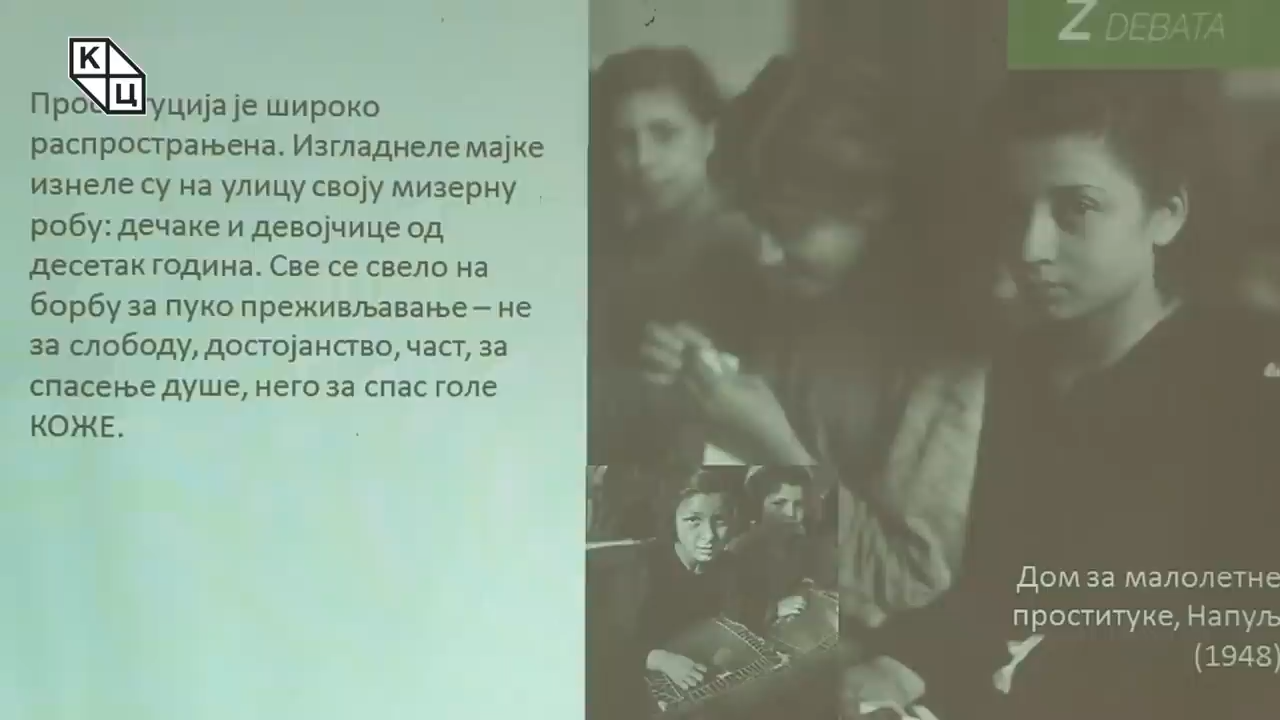 К
Ц
Z DEBATA
је широко
распрострањена. Изгладнеле мајке
изнеле су на улицу своју мизерну
робу: дечаке и девојчице од
десетак година. Све се свело на
борбу за пуко преживљавање – не
за слободу, достојанство, част, за
спасење душе, него за спас голе
КОЖЕ.
Дом за малолетне
проститутке, Напуљ
(1948)